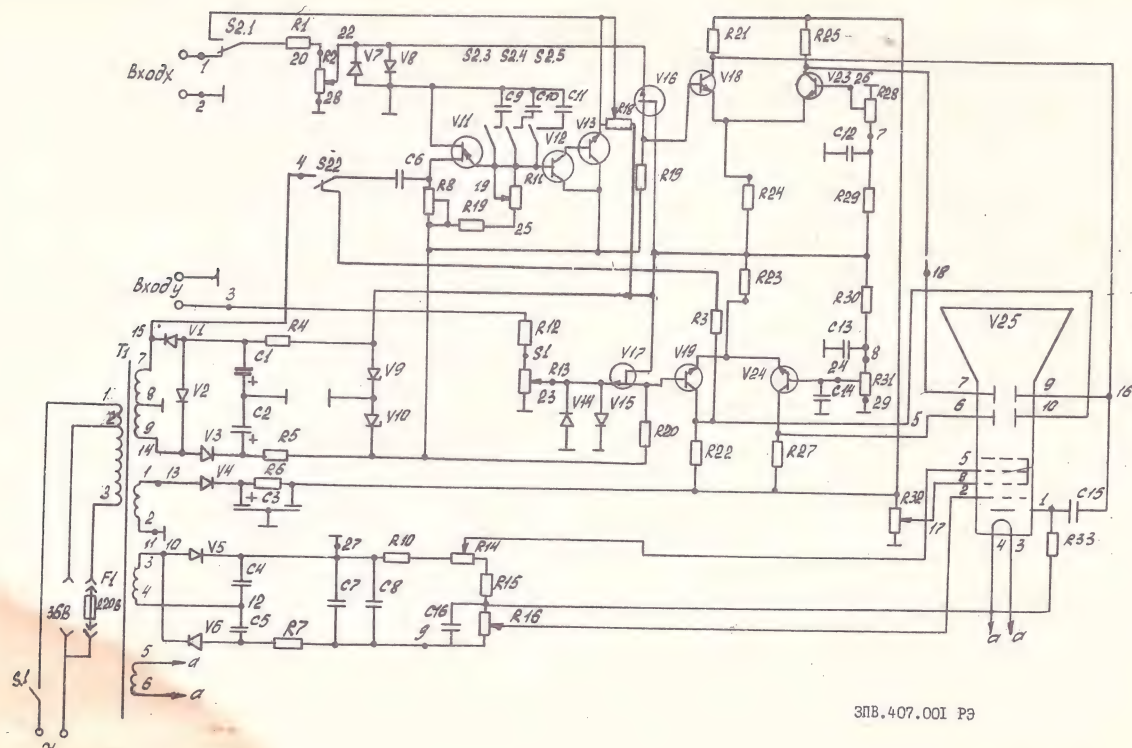 S2.1 R1 22 S2.3 S2.4 S2.5 R21 R25
1 20 R2 V7 V8 V16 V18 V23 26
Вход X
2 28 C9 C10 C11 R18 R28
V11 V12 V13 C12 7
4 S22 C6 R19
R8 19 R11 R24 R29
R19 25
Вход У
3 R23 18
R12 R3 R30
15 V1 R4 S1 V17 C13 V25
T1 7 C1 R13 V19 V24 24 8
V2 V9 23 C14 R31 7 9
1 8 + 29 6 10 16
2 C2 V10 V14 V15 R20 5
9 +
14 V3 R5 R22 R27
1 13 V4 R6 5
3 + C3 R32 8
2 2 1 C15
17
11 10 V5 27 R10 R14 4 3 R33
3 C4
F1 4 12 C7 C8 R15
36В 220В C5 C16
V6 R7 9 R16
а а
5 а
S1 6 а
ЗПВ.407.001 РЭ